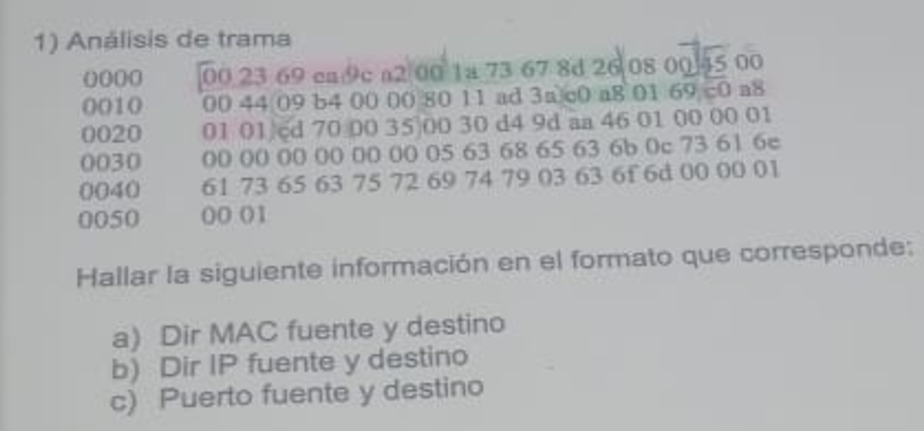 1) Análisis de trama
0000 00 23 69 ea 9c a2 00 1a 73 67 8d 26 08 00 45 00
0010 00 44 09 b4 00 00 80 11 ad 3a c0 a8 01 69 c0 a8
0020 01 01 cd 70 00 35 00 30 d4 9d aa 46 01 00 00 01
0030 00 00 00 00 00 00 05 63 68 65 63 6b 0c 73 61 6e
0040 61 73 65 63 75 72 69 74 79 03 63 6f 6d 00 00 01
0050 00 01
Hallar la siguiente información en el formato que corresponde:
a) Dir MAC fuente y destino
b) Dir IP fuente y destino
c) Puerto fuente y destino